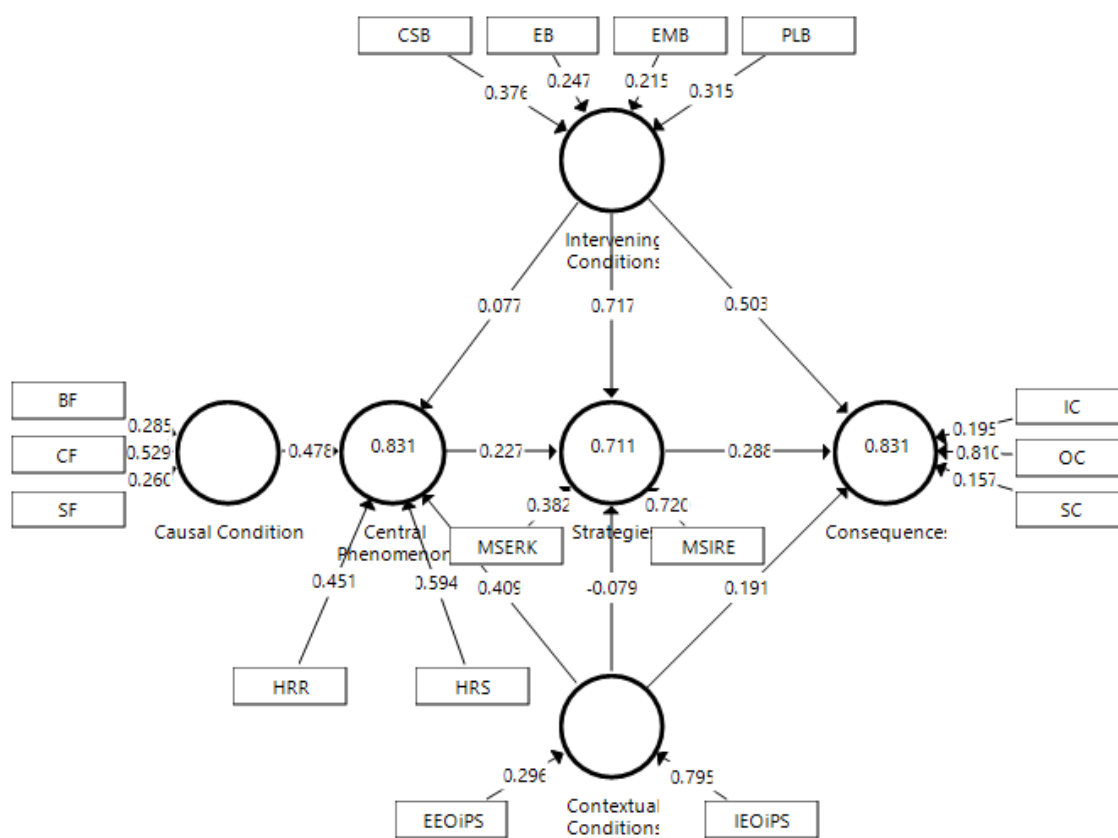 CSB
EB
EMB
PLB
0.376
0.247
0.215
0.315
Intervening
Conditions
0.077
0.717
0.503
BF
CF
SF
0.285
0.529
0.260
Causal Condition
0.478
0.831
Central
Phenomenon
0.227
0.711
Strategies
0.288
0.831
Consequences
0.195
0.810
0.157
IC
OC
SC
0.382
0.720
MSERK
MSIRE
0.451
0.594
0.409
-0.079
0.191
HRR
HRS
0.296
0.795
EEOiPS
Contextual
Conditions
IEOiPS